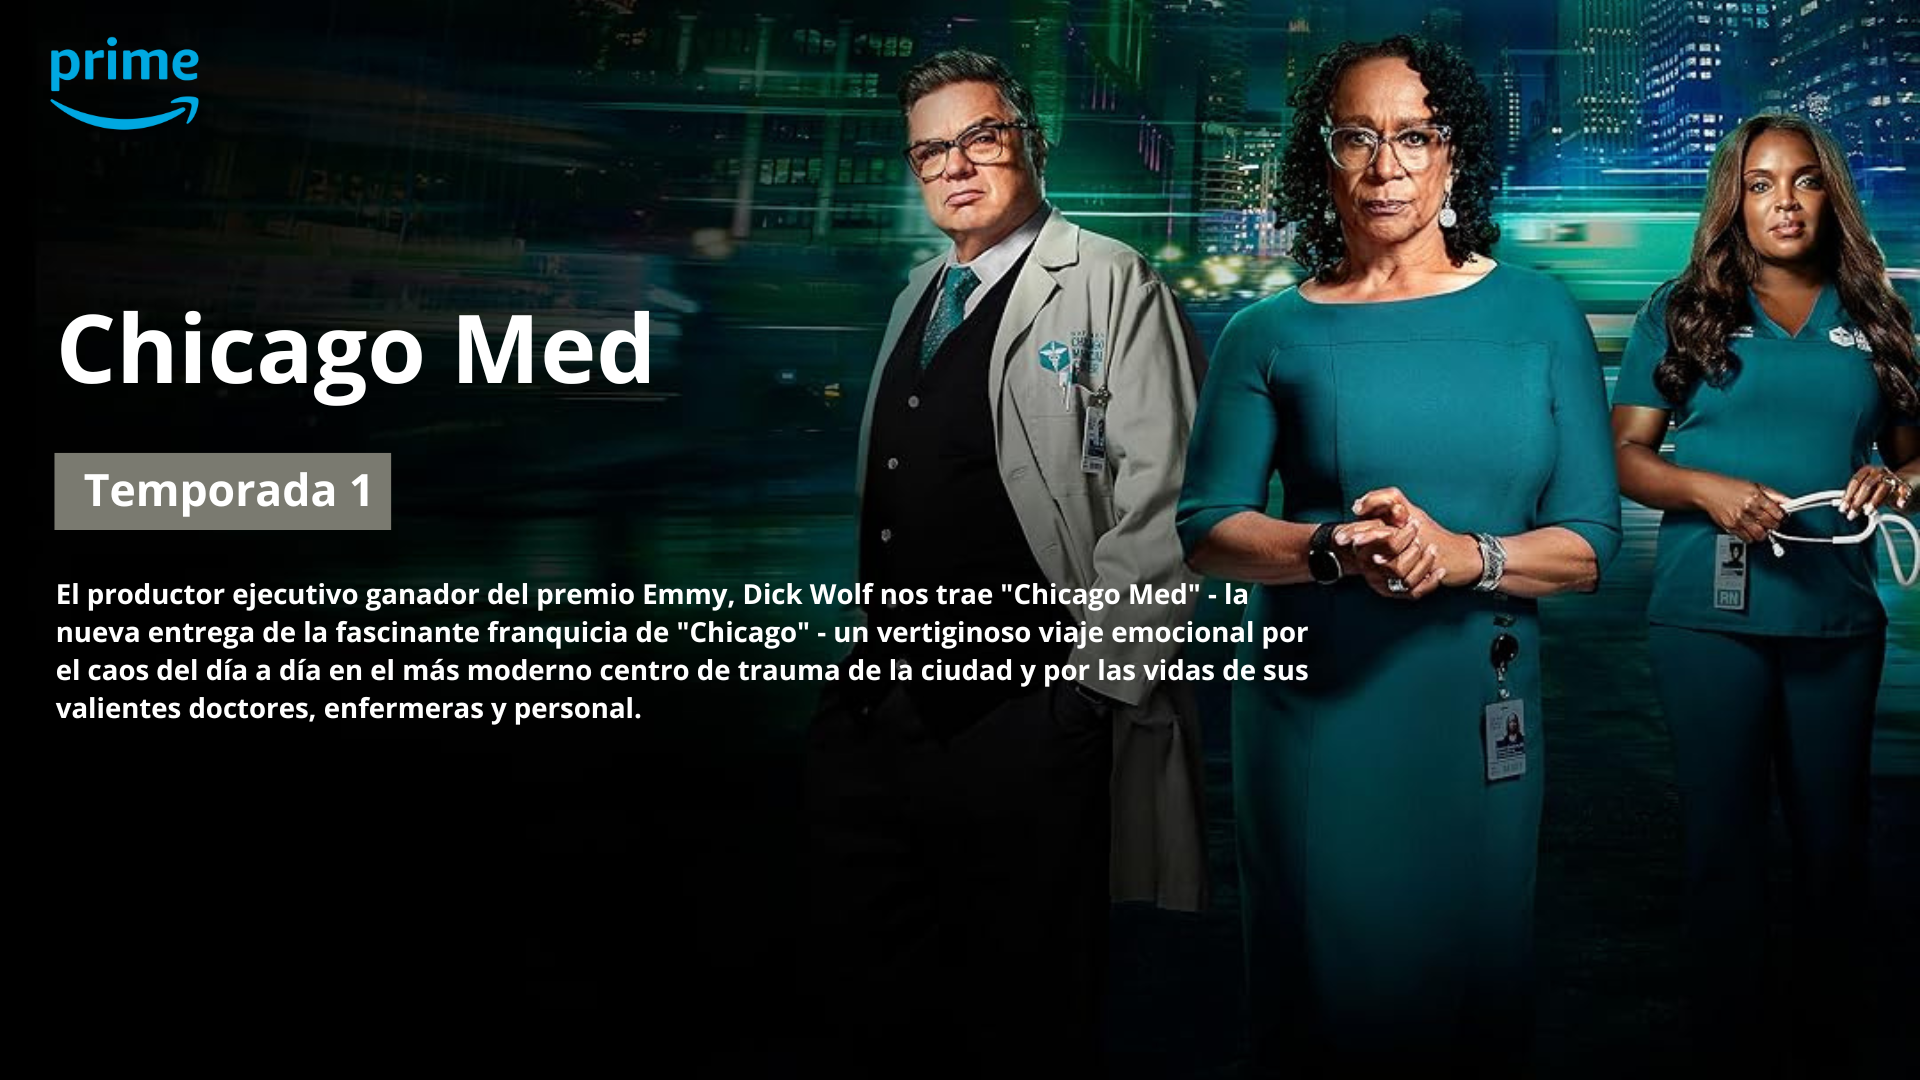 prime
Chicago Med
Temporada 1
El productor ejecutivo ganador del premio Emmy, Dick Wolf nos trae "Chicago Med" - la
nueva entrega de la fascinante franquicia de "Chicago" - un vertiginoso viaje emocional por
el caos del día a día en el más moderno centro de trauma de la ciudad y por las vidas de sus
valientes doctores, enfermeras y personal.
RN